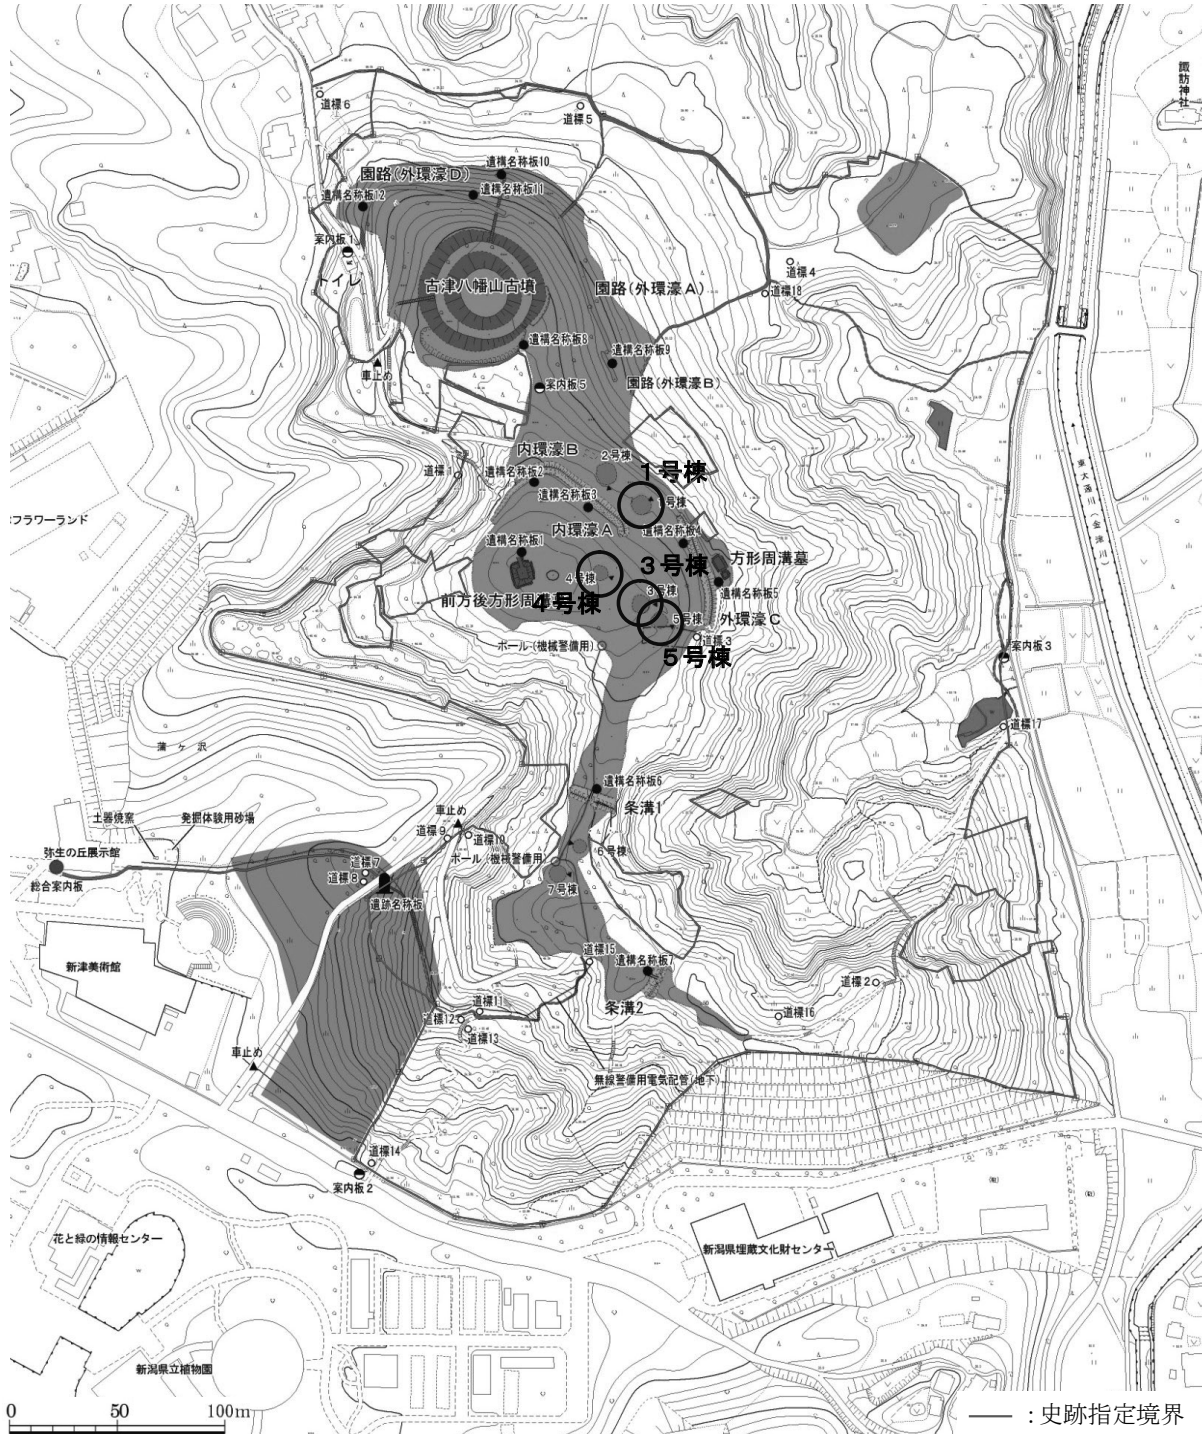 諏訪神社
道標6
道標5
遺構名称板10
園路(外環濠D)
遺構名称板11
遺構名称板12
案内板1
トイレ
道標4
道標18
古津八幡山古墳
園路(外環濠A)
遺構名称板8
遺構名称板9
車止め
案内板5
園路(外環濠B)
内環濠B
2号棟
道標1
遺構名称板2
1号棟
遺構名称板3
号棟
東大通川(金津川)
フラワーランド
内環濠A
遺構名称板4
遺構名称板1
3号棟
方形周溝墓
4号棟
3号棟
遺構名称板5
前方後方形周
4号棟
5号棟
外環濠C
道標3
ポール(機械警備用)
5号棟
案内板3
道標17
蒲ヶ沢
遺構名称板6
条溝1
土器焼窯
発掘体験用砂場
車止め
道標9
道標10
6号棟
弥生の丘展示館
ポール(機械警備用)
道標7
道標8
7号棟
総合案内板
遺跡名称板
新津美術館
道標15
遺構名称板7
道標2
道標11
条溝2
道標16
道標12
道標13
車止め
無線警備用電気配管(地下)
道標14
案内板2
花と緑の情報センター
新潟県埋蔵文化財センター
新潟県立植物園
0 50 100m
:史跡指定境界